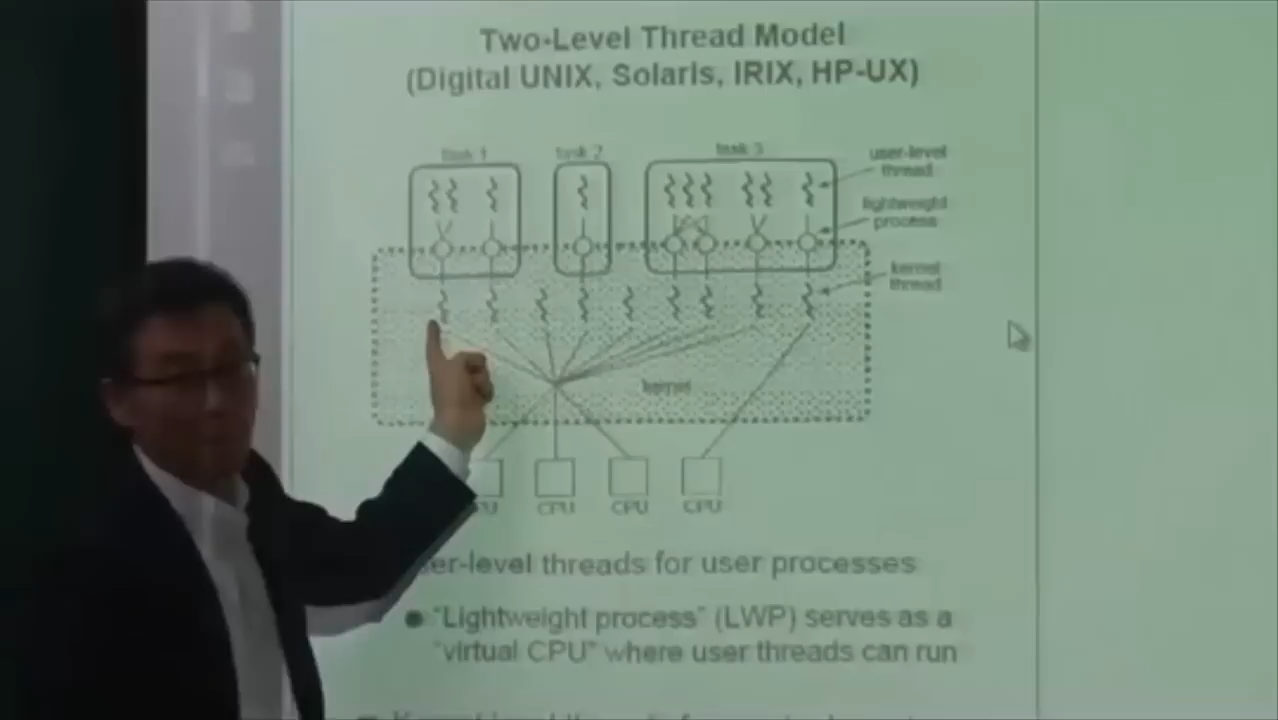 Two-Level Thread Model
(Digital UNIX, Solaris, IRIX, HP-UX)
task 1
task 2
task 3
user-level
thread
lightweight
process
kernel
thread
kernel
CPU
CPU
CPU
er-level threads for user processes
"Lightweight process" (LWP) serves as a
"virtual CPU" where user threads can run